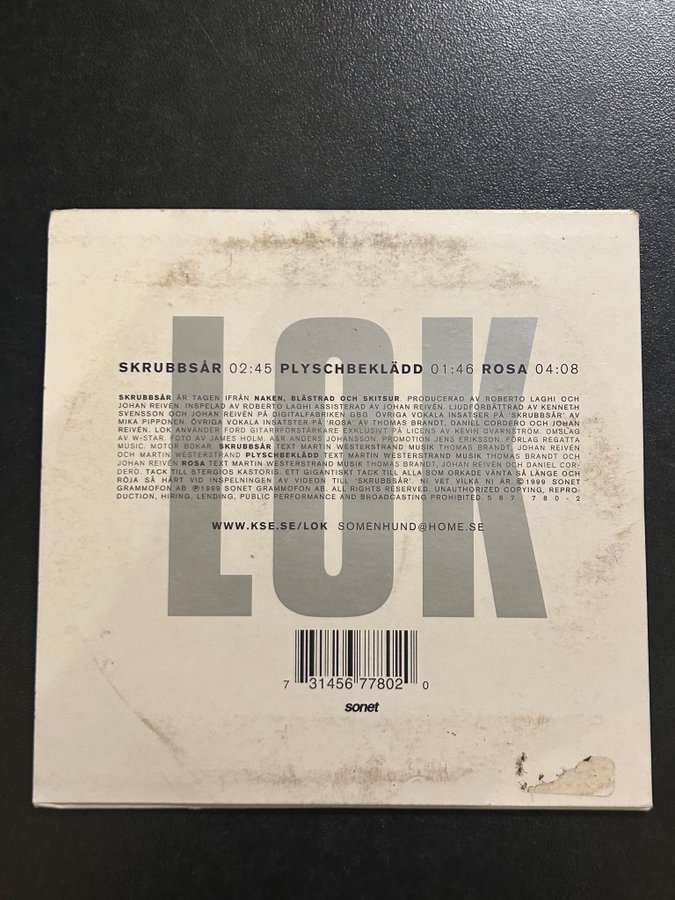 LOK
SKRUBBSÅR 02:45 PLYSCHBEKLÄDD 01:46 ROSA 04:08
SKRUBBSÅR ÄR TAGEN IFRÅN NAKEN, BLÄSTRAD OCH SKITSUR. PRODUCERAD AV ROBERTO LAGHI OCH
JOHAN REIVÉN. INSPELAD AV ROBERTO LAGHI ASSISTERAD AV JOHAN REIVÉN. LJUDFÖRBÄTTRAD AV KENNETH
SVENSSON OCH JOHAN REIVÉN PÅ DIGITALFABRIKEN GBG. ÖVRIGA VOKALA INSATSER PÅ 'SKRUBBSÅR' AV
MIKA PIPPONEN. ÖVRIGA VOKALA INSATSTER PÅ 'ROSA' AV THOMAS BRANDT, DANIEL CORDERO OCH JOHAN
REIVÉN. LOK ANVÄNDER FORD GITARRFÖRSTÄRKARE EXKLUSIVT PÅ LICENS AV KEVIN QVARNSTRÖM. OMSLAG
AV W-STAR. FOTO AV JAMES HOLM. A&R ANDERS JOHANSSON. PROMOTION JENS ERIKSSON. FÖRLAG REGATTA
MUSIC. MOTOR BOKAR. SKRUBBSÅR TEXT MARTIN WESTERSTRAND MUSIK THOMAS BRANDT, JOHAN REIVÉN
OCH MARTIN WESTERSTRAND PLYSCHBEKLÄDD TEXT MARTIN WESTERSTRAND MUSIK THOMAS BRANDT OCH
JOHAN REIVÉN ROSA TEXT MARTIN WESTERSTRAND MUSIK THOMAS BRANDT, JOHAN REIVÉN OCH DANIEL COR-
DERO. TACK TILL STERGIOS KASTORIS. ETT GIGANTISKT TACK TILL ALLA SOM ORKADE VÄNTA SÅ LÄNGE OCH
RÖJA SÅ HÅRT VID INSPELNINGEN AV VIDEON TILL 'SKRUBBSÅR'. NI VET VILKA NI ÄR. ©1999 SONET
GRAMMOFON AB ℗1999 SONET GRAMMOFON AB. ALL RIGHTS RESERVED. UNAUTHORIZED COPYING, REPRO-
DUCTION, HIRING, LENDING, PUBLIC PERFORMANCE AND BROADCASTING PROHIBITED. 567 780-2
WWW.KSE.SE/LOK SOMENHUND@HOME.SE
7 31456 77802 0
sonet